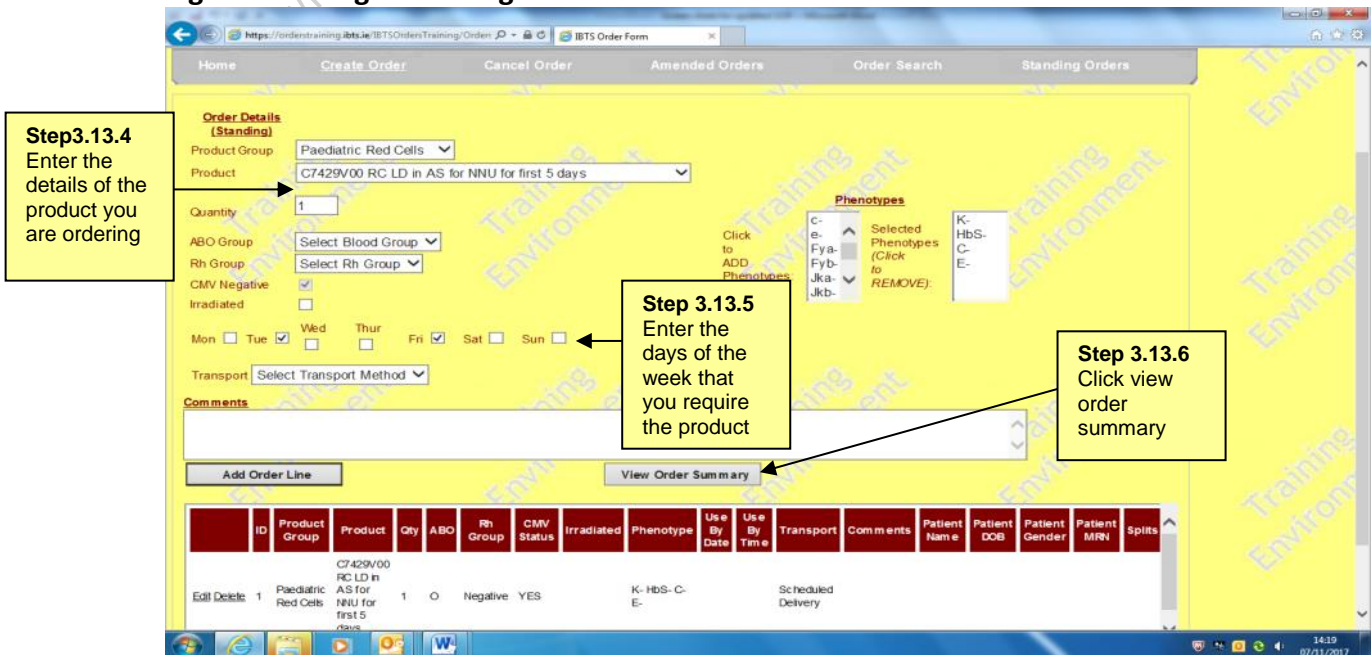 https://ordentraining.ibts.ie/IBTSOrdersTraining/Orden
IBTS Order Form
Home Create Order Cancel Order Amended Orders Order Search Standing Orders
Step3.13.4
Enter the
details of the
product you
are ordering
Order Details
(Standing)
Product Group Paediatric Red Cells
Product C7429V00 RC LD in AS for NNU for first 5 days
Quantity 1
ABO Group Select Blood Group
Rh Group Select Rh Group
CMV Negative
Irradiated
Mon Tue Wed Thur Fri Sat Sun
Transport Select Transport Method
Phenotypes
Click
to
ADD
Phenotypes:
c-
e-
Fya-
Fyb-
Jka-
Jkb-
Selected
Phenotypes
(Click
to
REMOVE):
K-
HbS-
C-
E-
Step 3.13.5
Enter the
days of the
week that
you require
the product
Step 3.13.6
Click view
order
summary
Comments
Add Order Line View Order Summary
ID Product Group Product Qty ABO Rh Group CMV Status Irradiated Phenotype Use By Date Use By Time Transport Comments Patient Name Patient DOB Patient Gender Patient MRN Splits
Edit Delete 1 Paediatric Red Cells C7429V00 RC LD in AS for NNU for first 5 days 1 O Negative YES K- HbS- C- E- Scheduled Delivery
Training Environment
14:19
07/11/2017